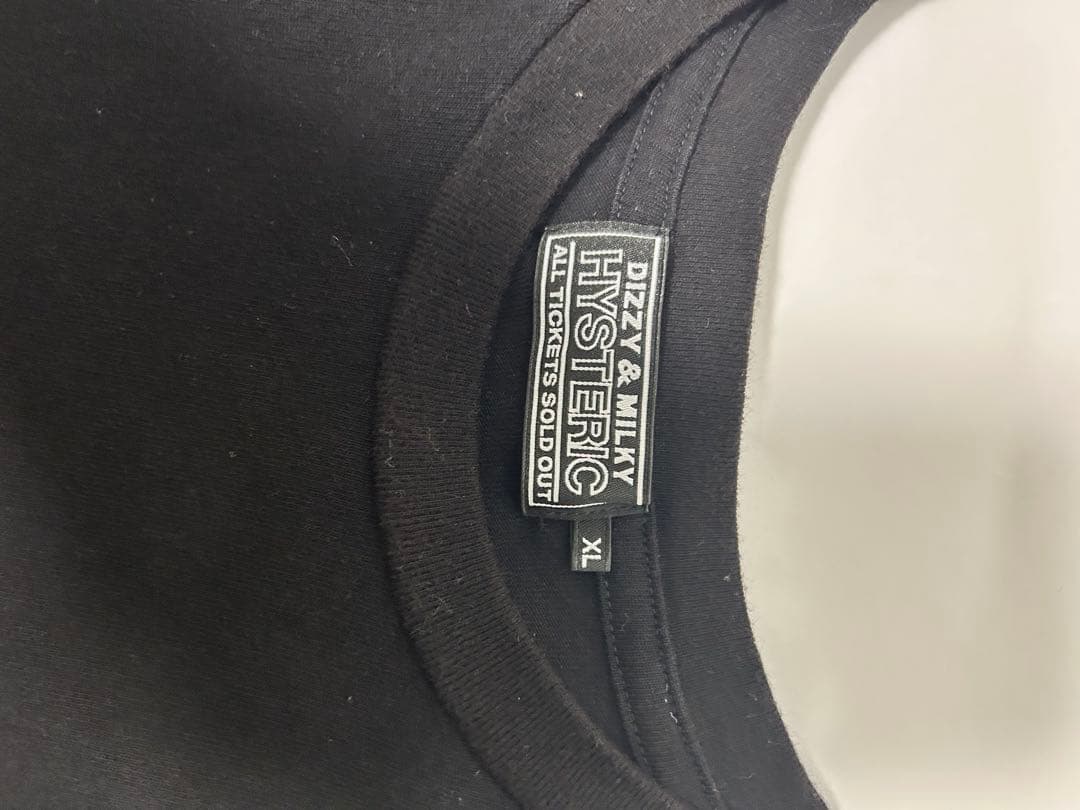 DIZZY & MILKY
HYSTERIC
ALL TICKETS SOLD OUT
XL